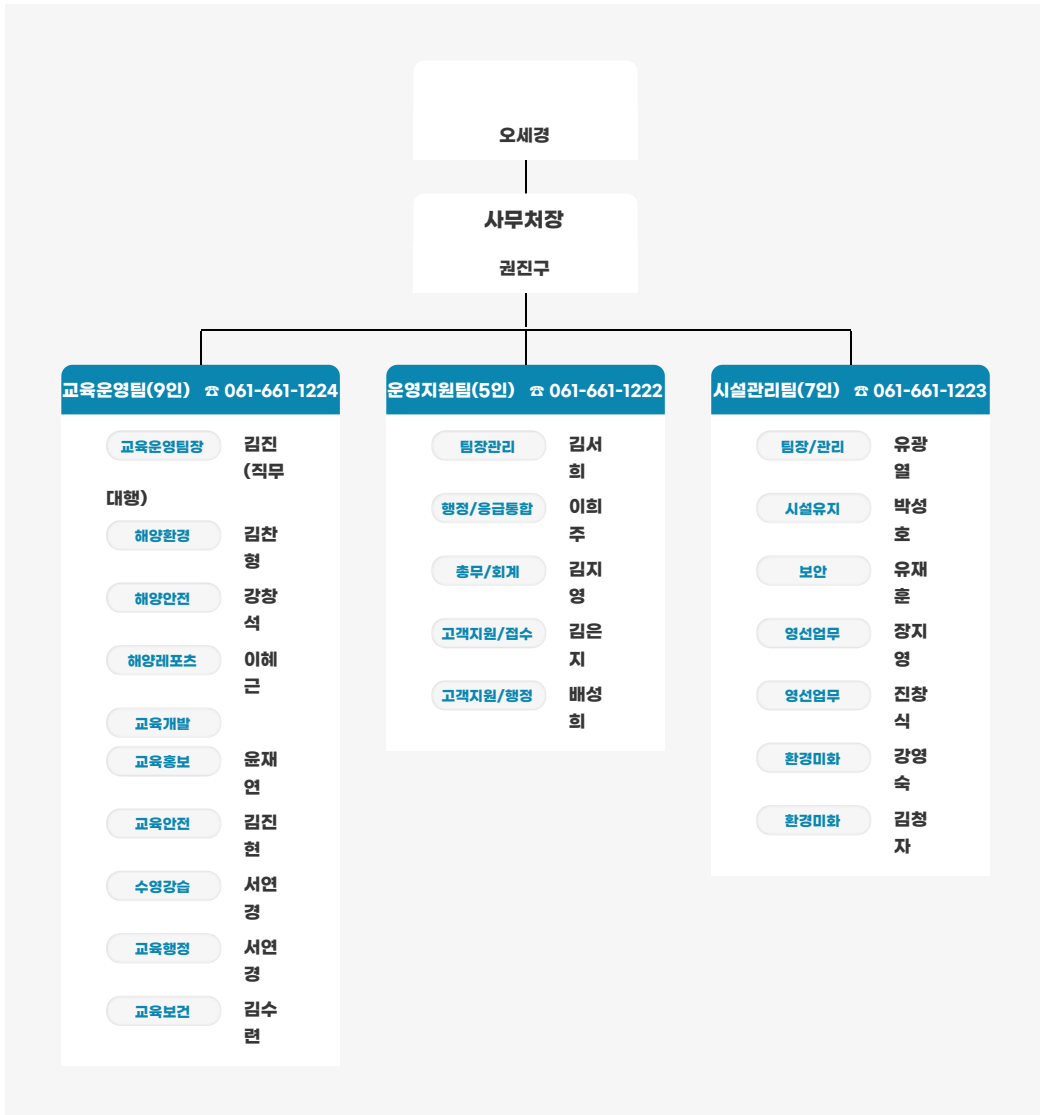 오세경
사무처장
권진구
교육운영팀(9인) ☎ 061-661-1224
교육운영팀장 김진
(직무
대행)
해양환경 김찬
형
해양안전 강창
석
해양레포츠 이혜
근
교육개발
교육홍보 윤재
연
교육안전 김진
현
수영강습 서연
경
교육행정 서연
경
교육보건 김수
련
운영지원팀(5인) ☎ 061-661-1222
팀장관리 김서
희
행정/응급통합 이희
주
총무/회계 김지
영
고객지원/접수 김은
지
고객지원/행정 배성
희
시설관리팀(7인) ☎ 061-661-1223
팀장/관리 유광
열
시설유지 박성
호
보안 유재
훈
영선업무 장지
영
영선업무 진창
식
환경미화 강영
숙
환경미화 김청
자